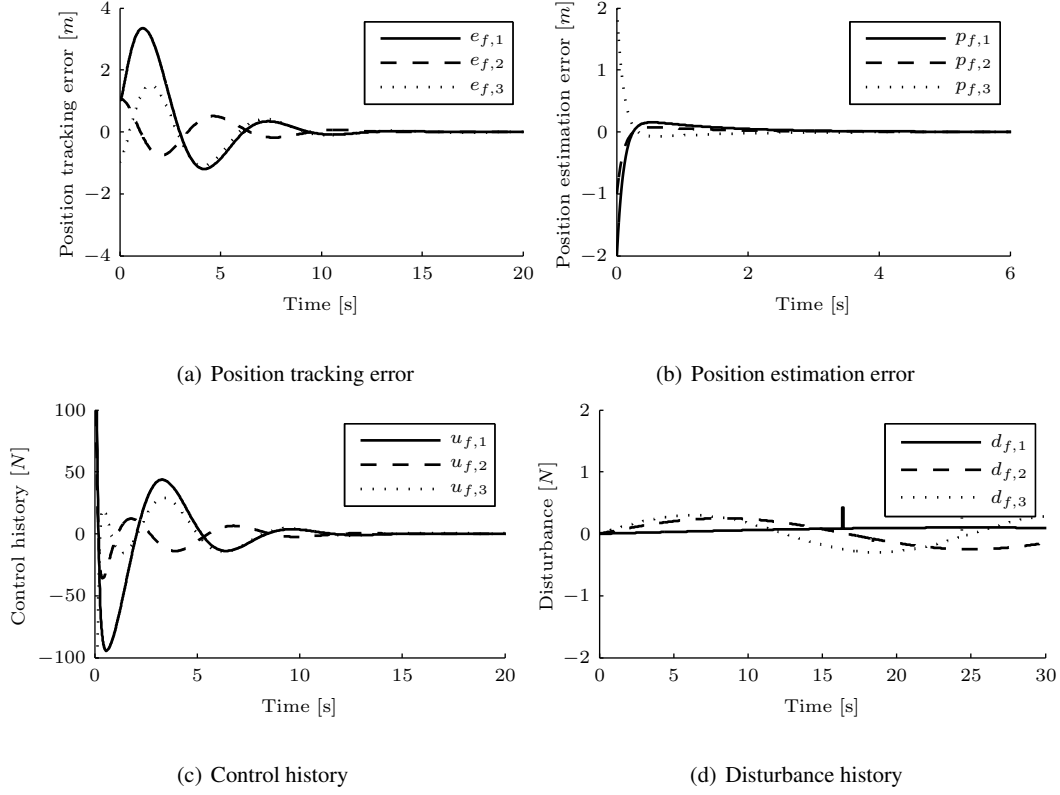 4
2
0
−2
−4
0
5
10
15
20
Position tracking error [m]
Time [s]
e_{f,1}
e_{f,2}
e_{f,3}
(a) Position tracking error
2
1
0
−1
−2
0
2
4
6
Position estimation error [m]
Time [s]
p_{f,1}
p_{f,2}
p_{f,3}
(b) Position estimation error
100
50
0
−50
−100
0
5
10
15
20
Control history [N]
Time [s]
u_{f,1}
u_{f,2}
u_{f,3}
(c) Control history
2
1
0
−1
−2
0
5
10
15
20
25
30
Disturbance [N]
Time [s]
d_{f,1}
d_{f,2}
d_{f,3}
(d) Disturbance history